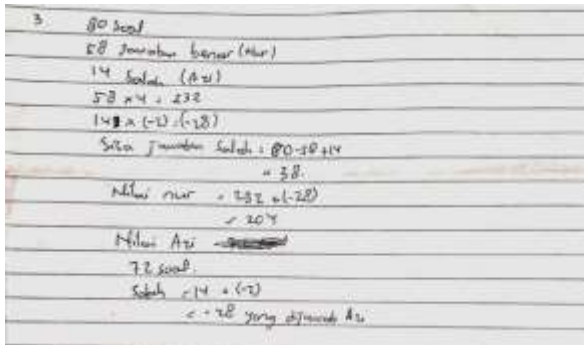 3 80 soal
58 Jawaban benar (Nur)
14 Salah (Azi)
58 x 4 = 232
14 x (-2) = (-28)
Sisa Jawaban Salah = 80-58+14
= 38.
Nilai nur = 232 + (-28)
= 204
Nilai Azi
72 soal.
Salah = 14 x (-2)
= -28 yang dijawab Azi